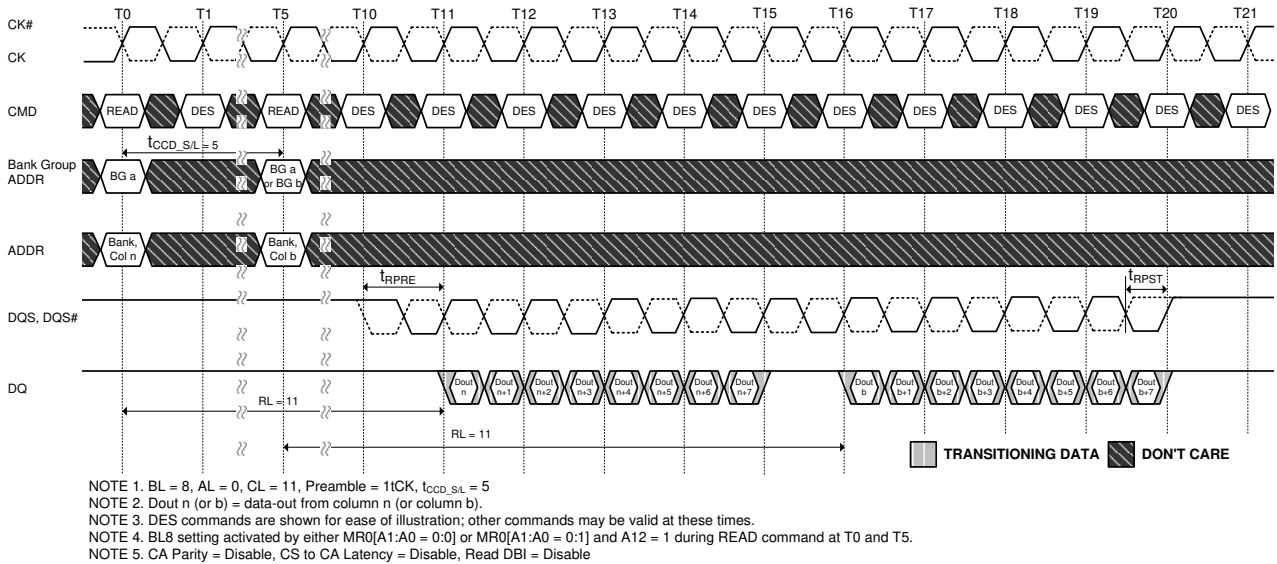 T0 T1 T5 T10 T11 T12 T13 T14 T15 T16 T17 T18 T19 T20 T21
CK#
CK
CMD READ DES READ DES DES DES DES DES DES DES DES DES DES DES DES
tCCD_S/L = 5
Bank Group
ADDR
BG a
BG a
or BG b
ADDR
Bank,
Col n
Bank,
Col b
tRPRE
tRPST
DQS, DQS#
DQ
Dout
n
Dout
n+1
Dout
n+2
Dout
n+3
Dout
n+4
Dout
n+5
Dout
n+6
Dout
n+7
Dout
b
Dout
b+1
Dout
b+2
Dout
b+3
Dout
b+4
Dout
b+5
Dout
b+6
Dout
b+7
RL = 11
RL = 11
TRANSITIONING DATA DON'T CARE
NOTE 1. BL = 8, AL = 0, CL = 11, Preamble = 1tCK, tCCD_S/L = 5
NOTE 2. Dout n (or b) = data-out from column n (or column b).
NOTE 3. DES commands are shown for ease of illustration; other commands may be valid at these times.
NOTE 4. BL8 setting activated by either MR0[A1:A0 = 0:0] or MR0[A1:A0 = 0:1] and A12 = 1 during READ command at T0 and T5.
NOTE 5. CA Parity = Disable, CS to CA Latency = Disable, Read DBI = Disable